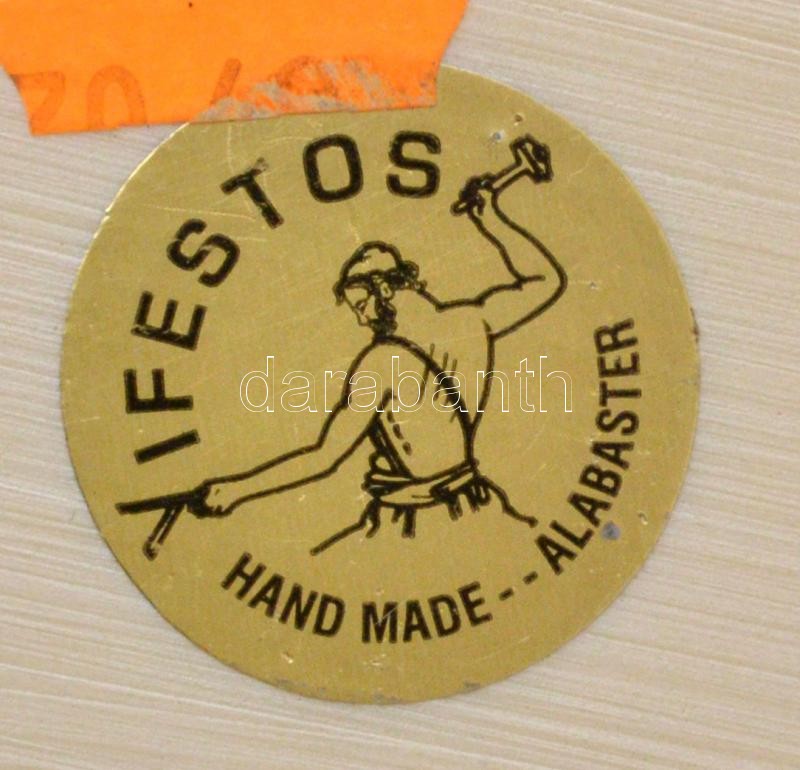 IFESTOS
HAND MADE -- ALABASTER
darabanth